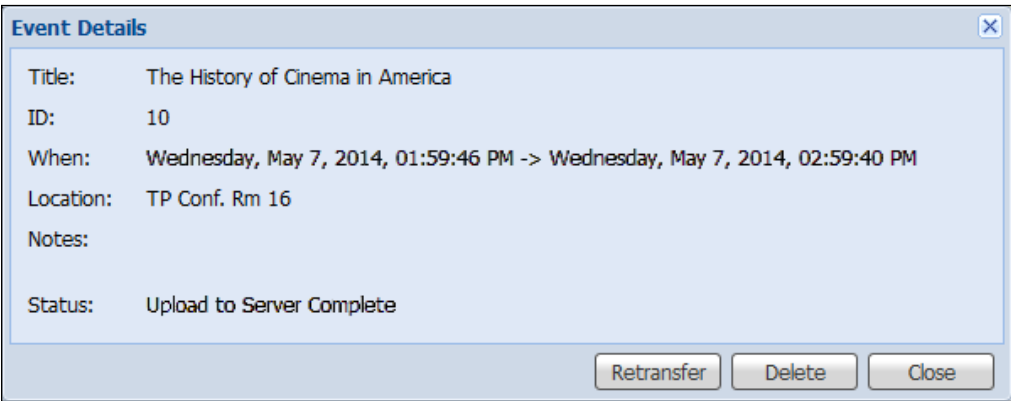 Event Details
Title: The History of Cinema in America
ID: 10
When: Wednesday, May 7, 2014, 01:59:46 PM -> Wednesday, May 7, 2014, 02:59:40 PM
Location: TP Conf. Rm 16
Notes:
Status: Upload to Server Complete
Retransfer Delete Close